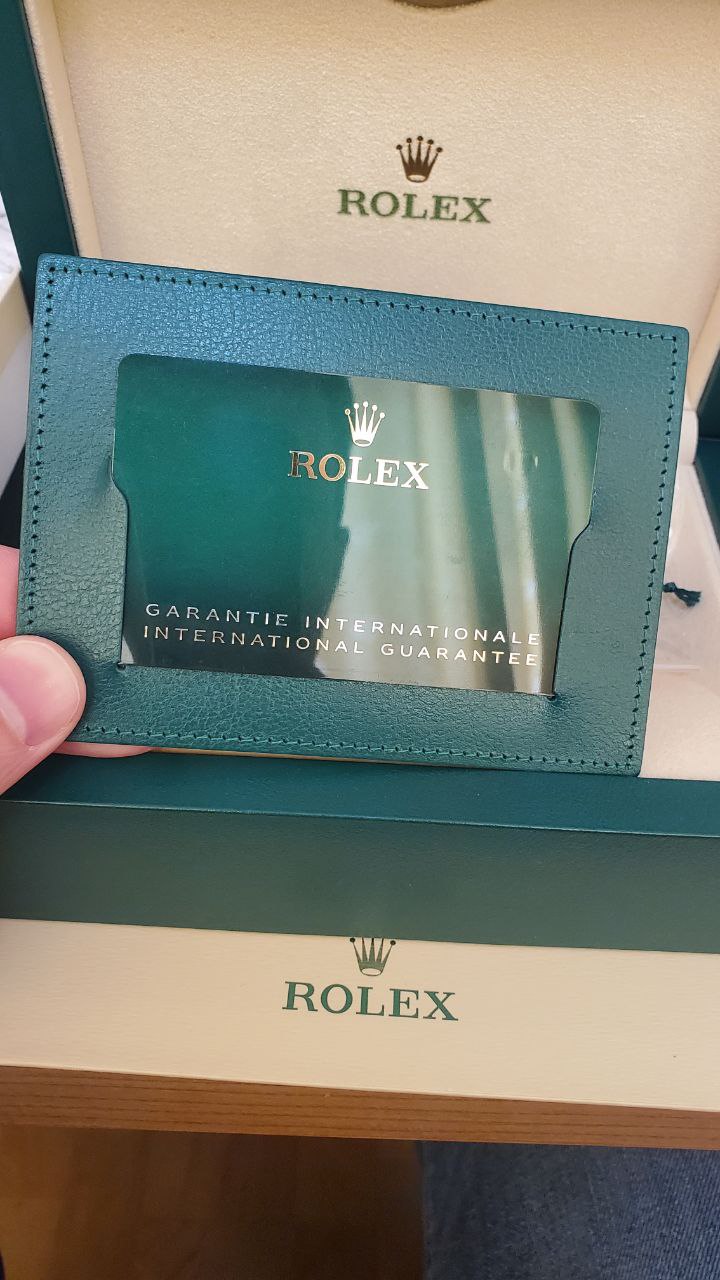 ROLEX
ROLEX
GARANTIE INTERNATIONALE
INTERNATIONAL GUARANTEE
ROLEX